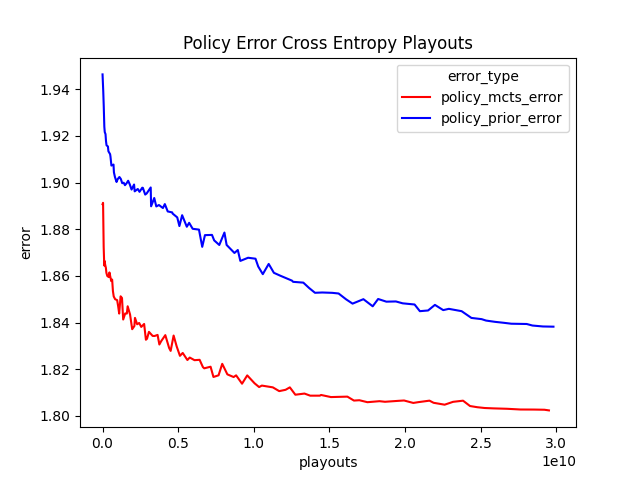 Policy Error Cross Entropy Playouts
error_type
policy_mcts_error
policy_prior_error
error
1.94
1.92
1.90
1.88
1.86
1.84
1.82
1.80
0.0 0.5 1.0 1.5 2.0 2.5 3.0
playouts
1e10